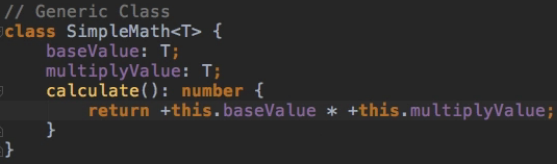 // Generic Class
class SimpleMath<T> {
    baseValue: T;
    multiplyValue: T;
    calculate(): number {
        return +this.baseValue * +this.multiplyValue;
    }
}